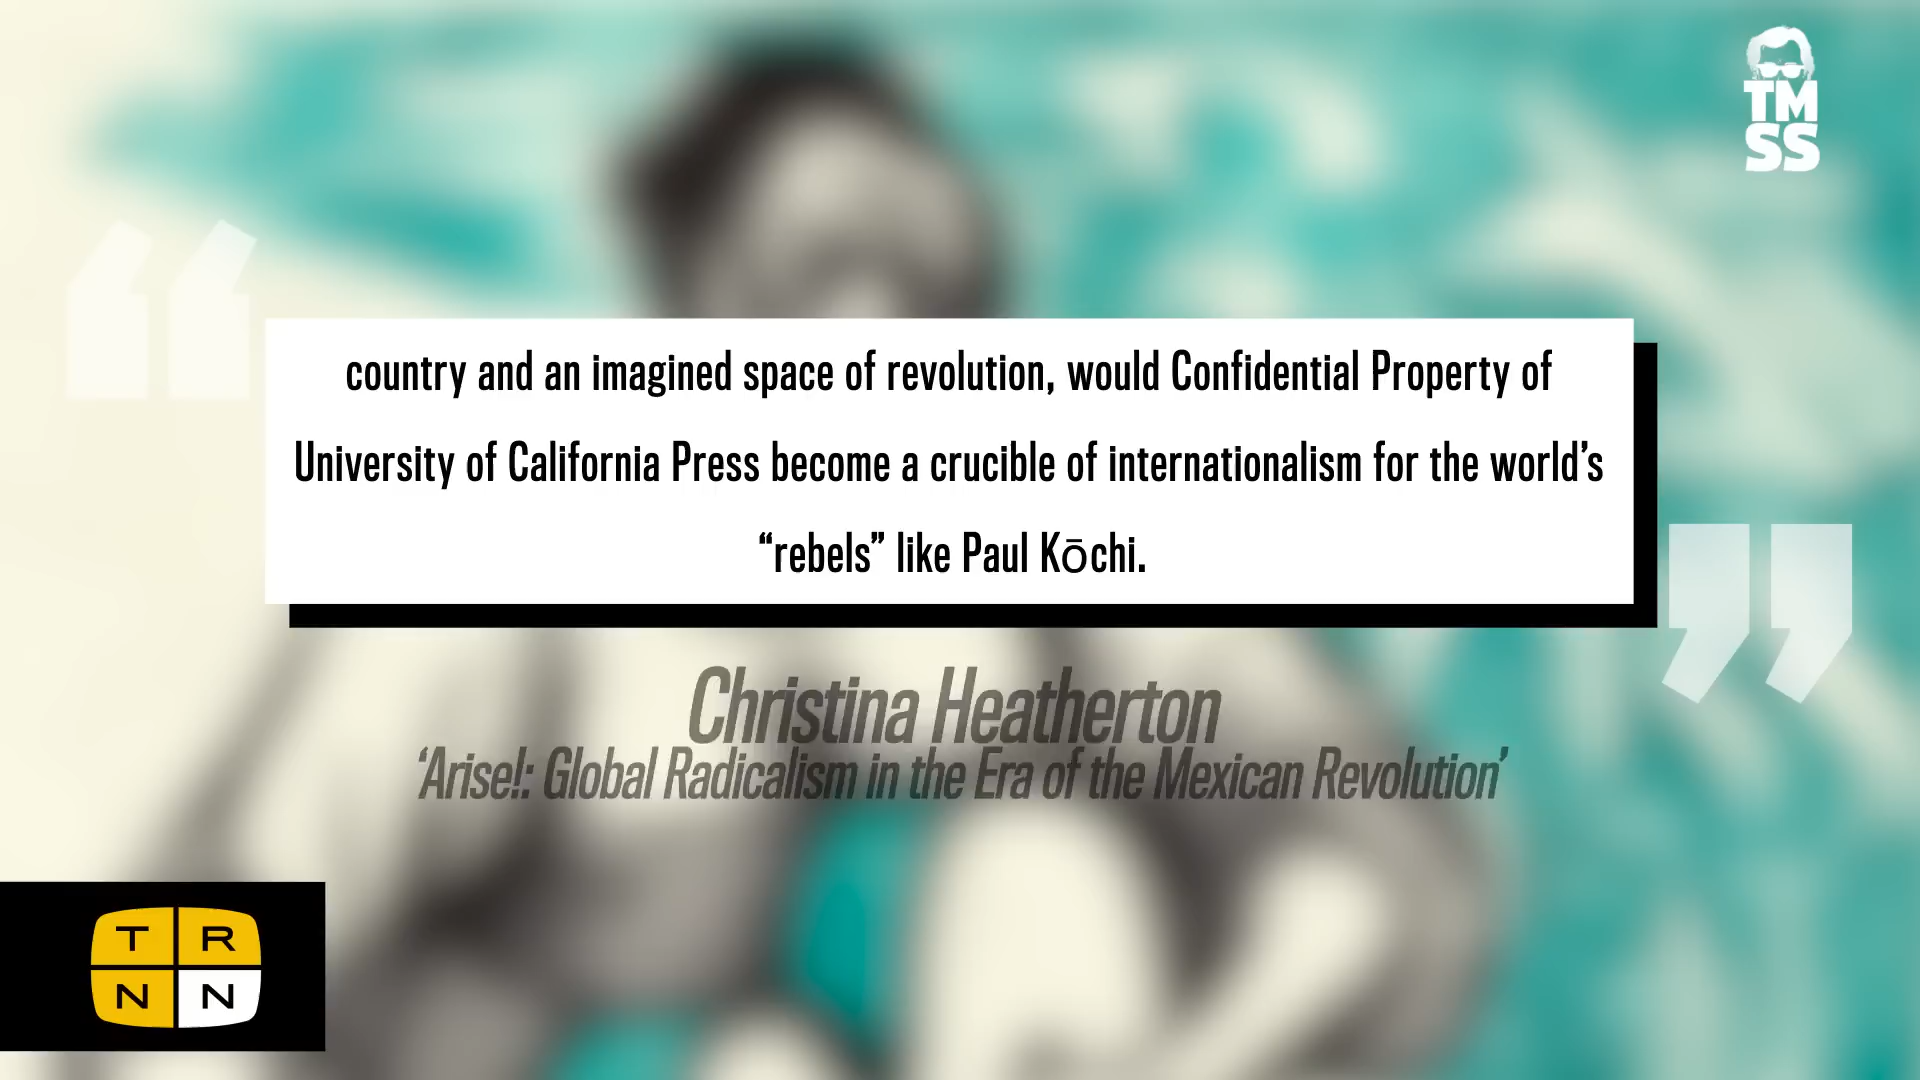 TM
SS
country and an imagined space of revolution, would Confidential Property of
University of California Press become a crucible of internationalism for the world’s
“rebels” like Paul Kōchi.
Christina Heatherton
‘Arise!: Global Radicalism in the Era of the Mexican Revolution’
T R
N N